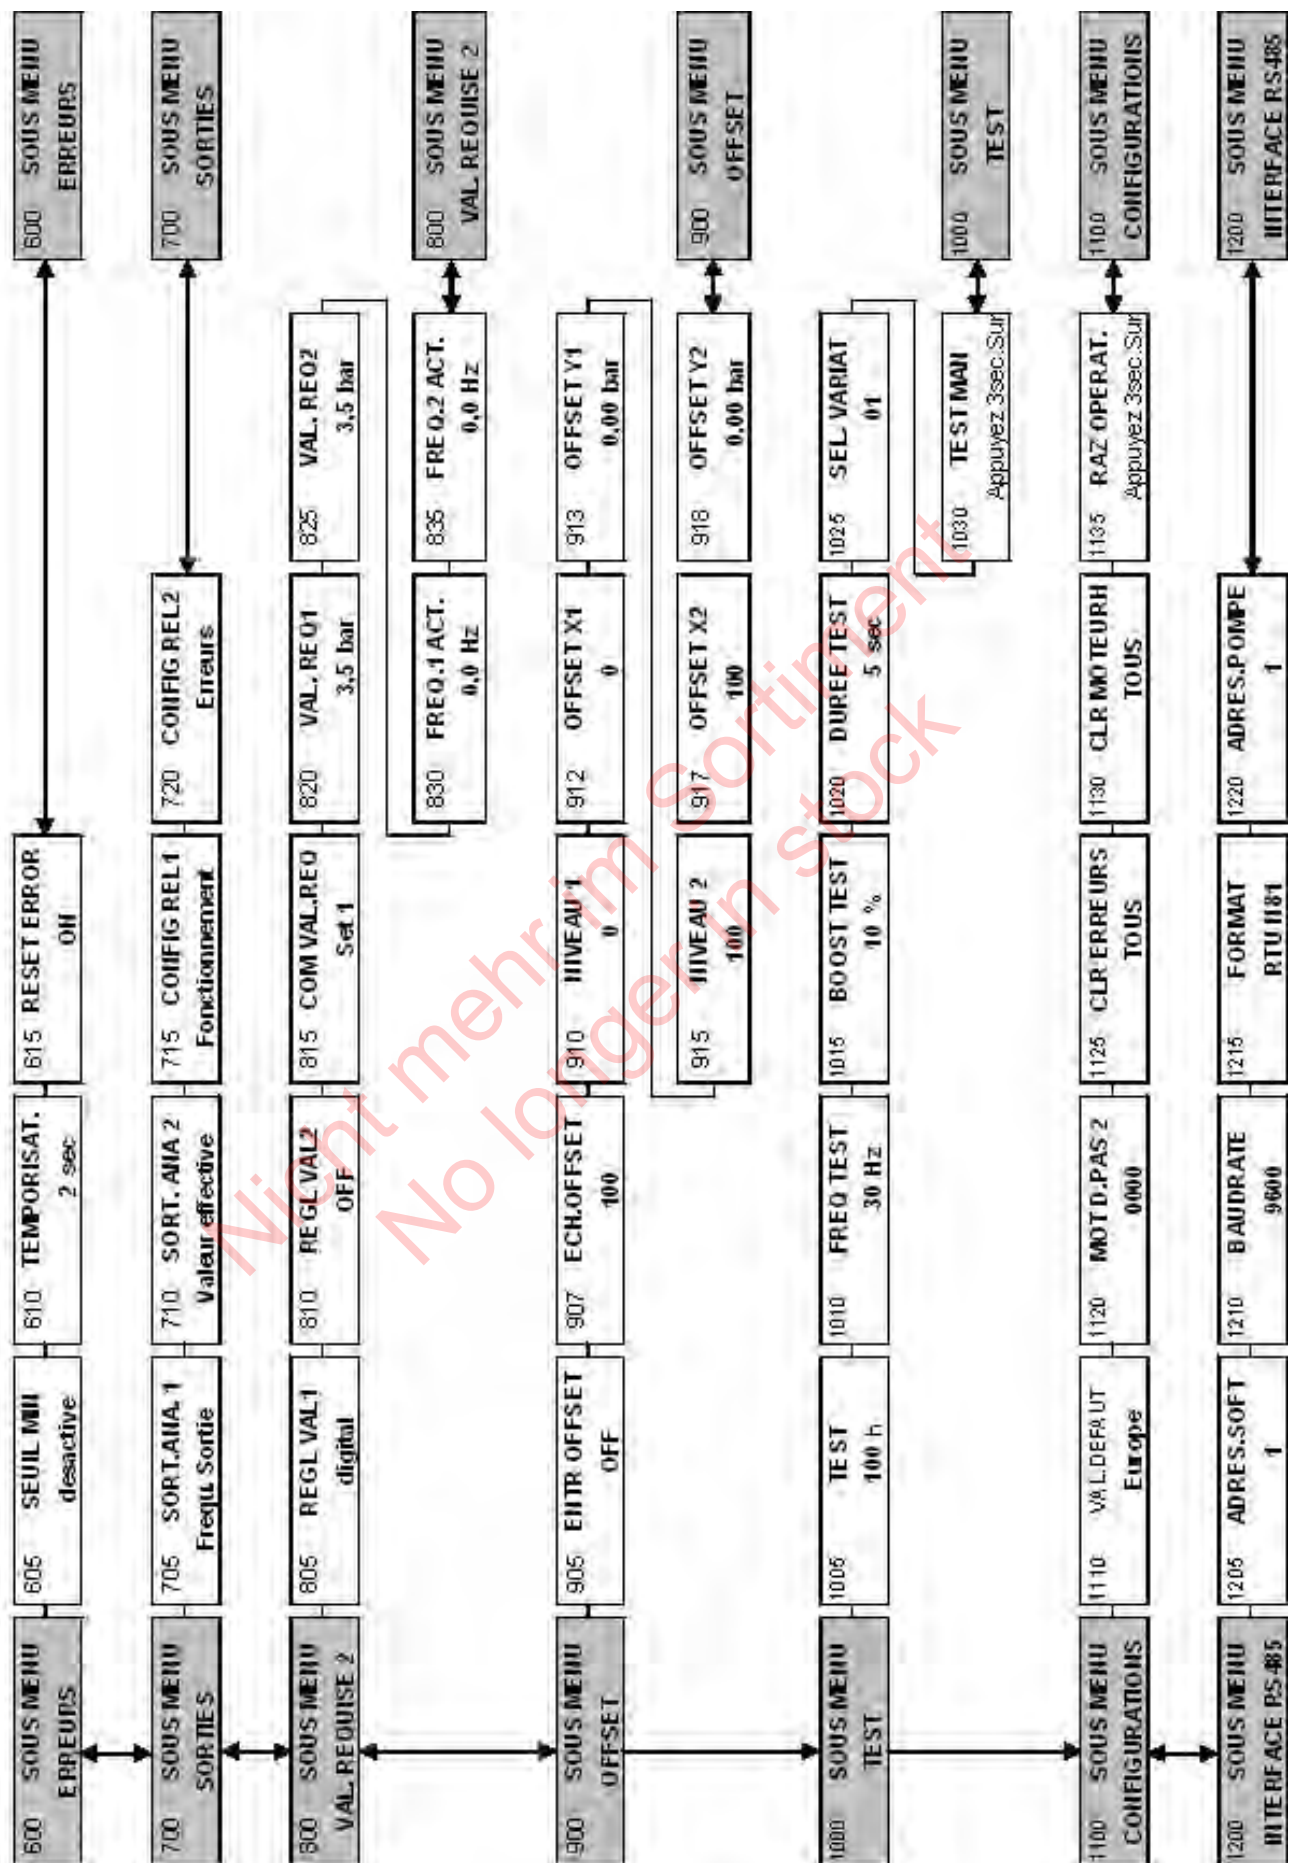 600 SOUS MENU
ERREURS
605 SEUIL MIN
desactive
610 TEMPORISAT.
2 sec
615 RESET ERROR
ON
600 SOUS MENU
ERREURS
700 SOUS MENU
SORTIES
705 SORT.ANA. 1
Frequ. Sortie
710 SORT. ANA 2
Valeur effective
715 CONFIG REL1
Fonctionnement
720 CONFIG REL2
Erreurs
700 SOUS MENU
SORTIES
800 SOUS MENU
VAL. REQUISE 2
805 REGL VAL1
digital
810 REGL VAL2
OFF
815 COM VAL.REQ
Set 1
820 VAL. REQ1
3.5 bar
825 VAL. REQ2
3.5 bar
830 FREQ.1 ACT.
0.0 Hz
835 FREQ.2 ACT.
0.0 Hz
800 SOUS MENU
VAL. REQUISE 2
900 SOUS MENU
OFFSET
905 ENTR OFFSET
OFF
907 ECH.OFFSET
100
910 NIVEAU 1
0
912 OFFSET X1
0
913 OFFSET Y1
0.00 bar
915 NIVEAU 2
100
917 OFFSET X2
100
918 OFFSET Y2
0.00 bar
900 SOUS MENU
OFFSET
1000 SOUS MENU
TEST
1005 TEST
100 h
1010 FREQ TEST
30 Hz
1015 BOOST TEST
10 %
1020 DUREE TEST
5 sec
1025 SEL. VARIAT
01
1030 TEST MAN
Appuyez 3sec.Sur
1000 SOUS MENU
TEST
1100 SOUS MENU
CONFIGURATIONS
1110 VAL.DEFAUT
Europe
1120 MOT D.PAS 2
0000
1125 CLR ERREURS
TOUS
1130 CLR MOTEURH
TOUS
1135 RAZ OPERAT.
Appuyez 3sec.Sur
1100 SOUS MENU
CONFIGURATIONS
1200 SOUS MENU
INTERFACE RS485
1205 ADRES.SOFT
1
1210 BAUDRATE
9600
1215 FORMAT
RTU N81
1220 ADRES.POMPE
1
1200 SOUS MENU
INTERFACE RS485
Nicht mehr im Sortiment
No longer in stock